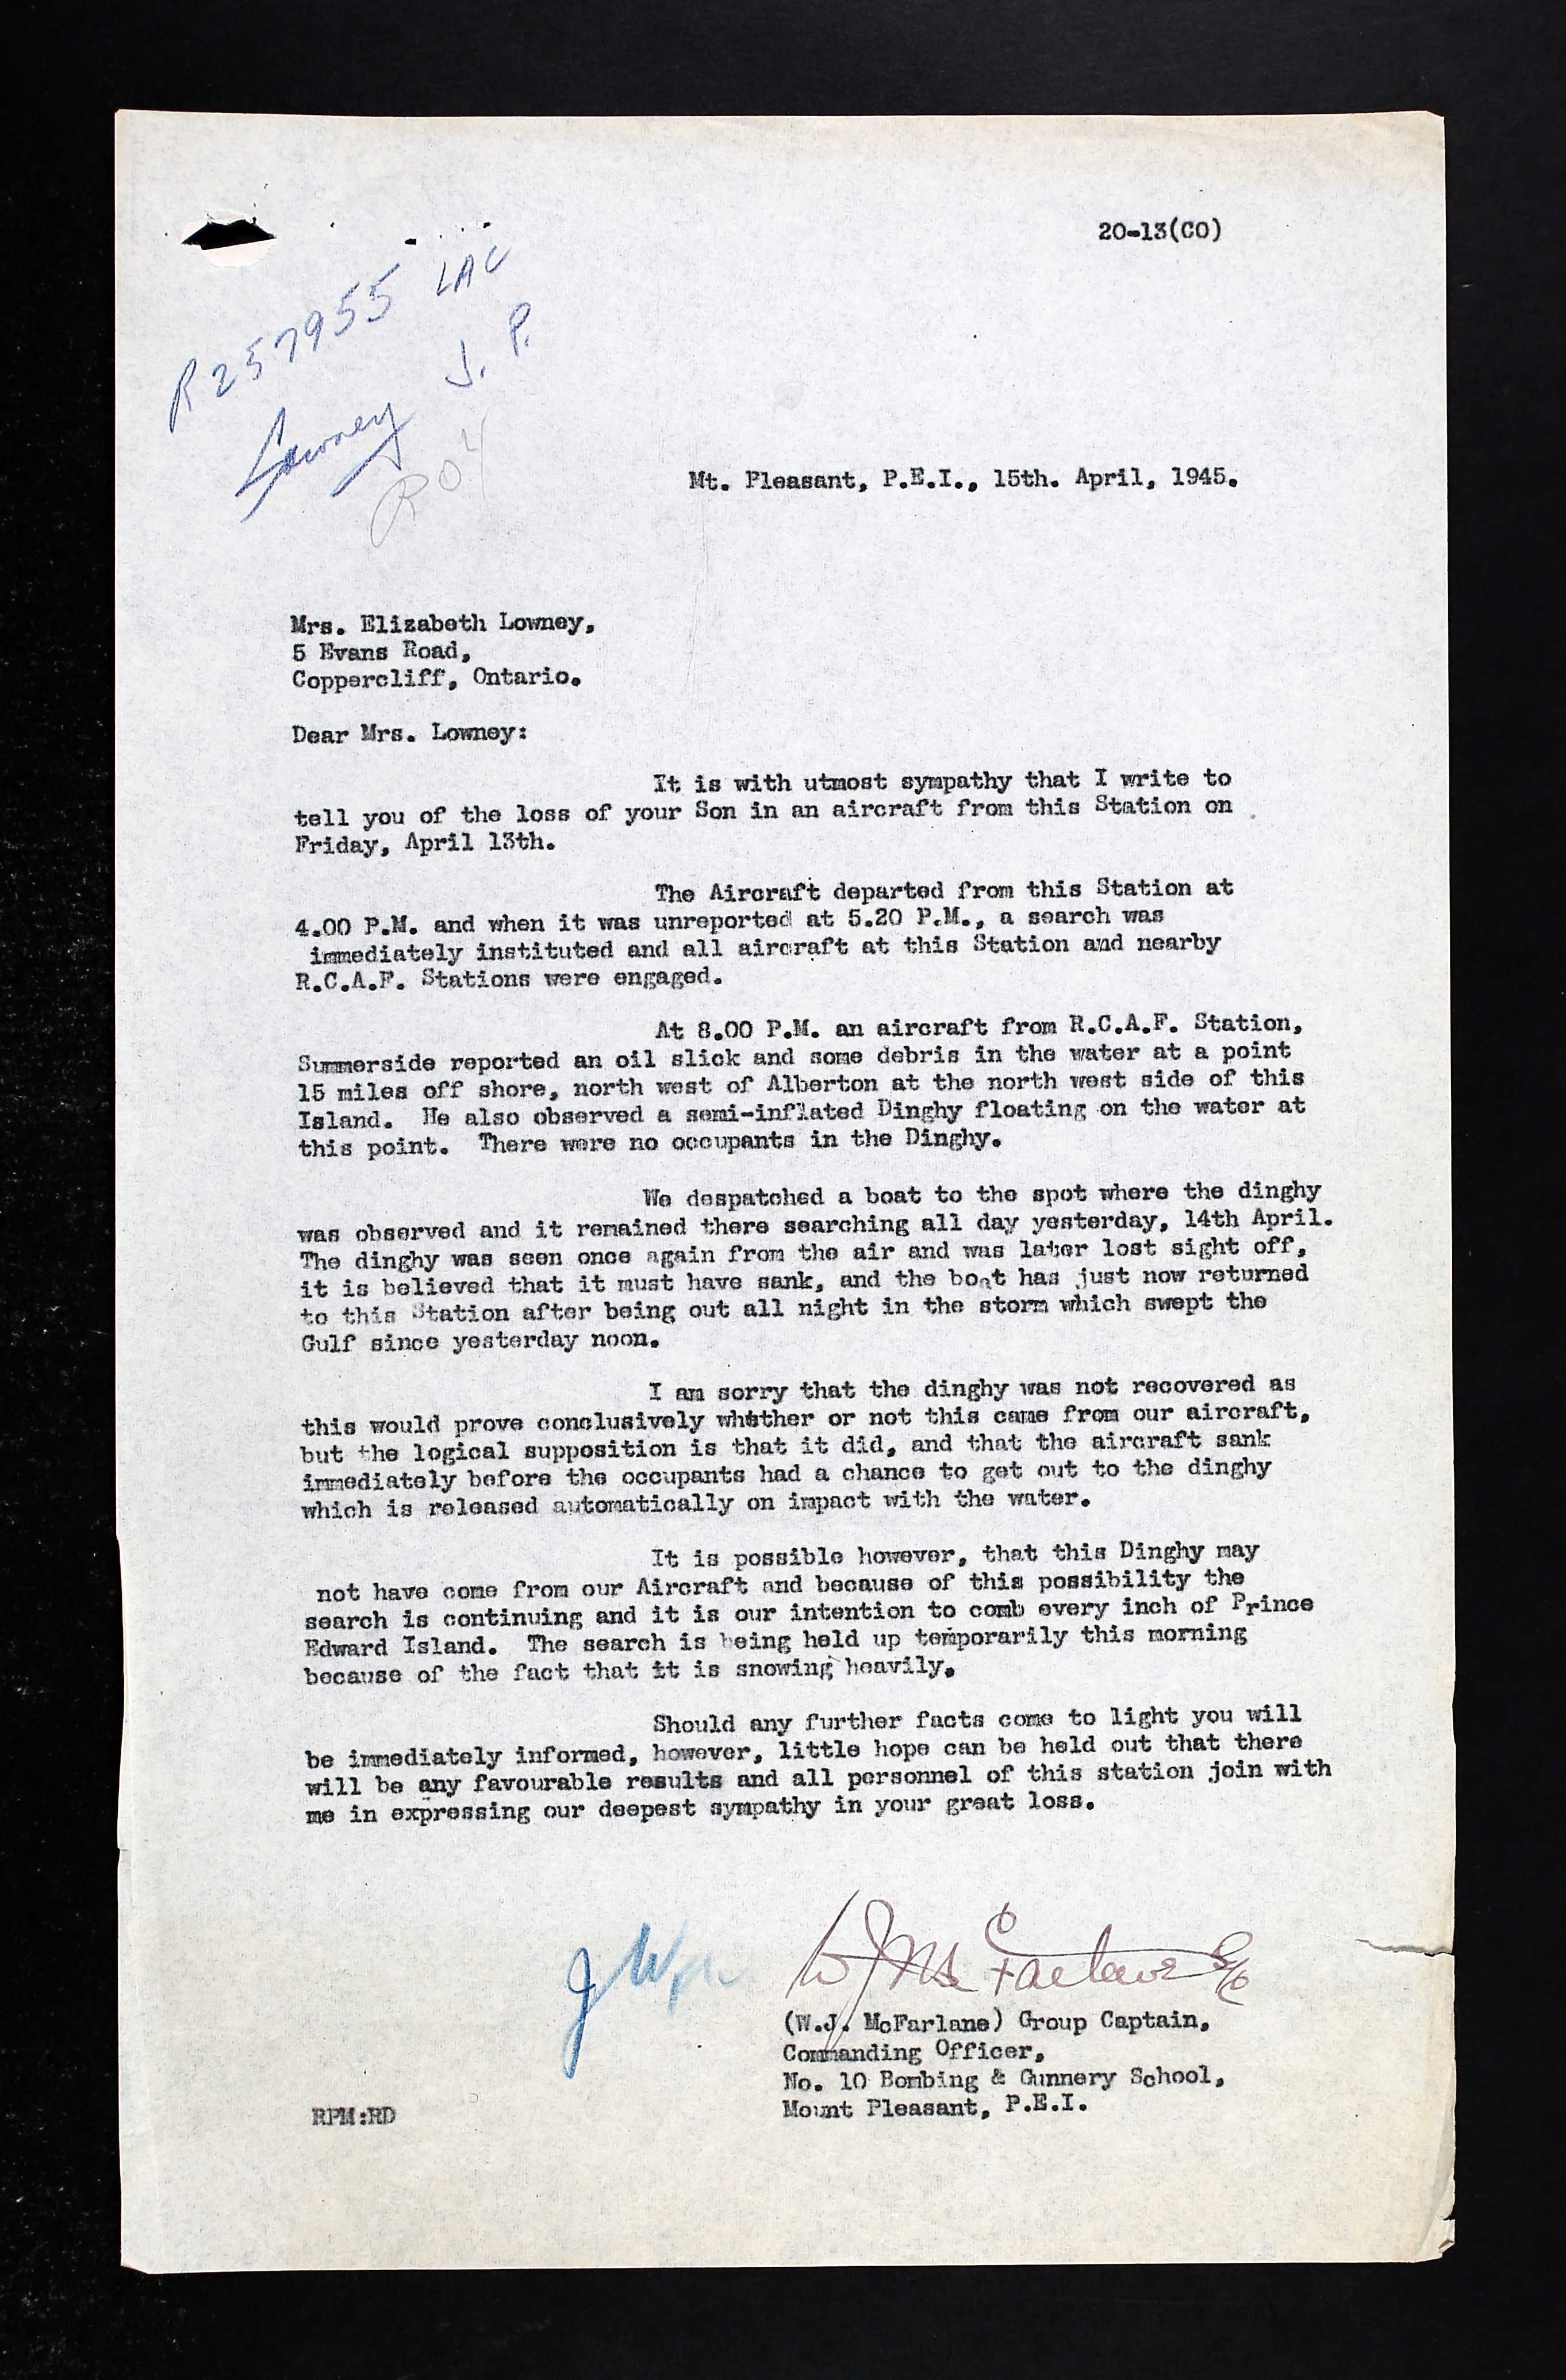 20-13(CO)
R257955 LAC
Lowney J. P.
Mt. Pleasant, P.E.I., 15th. April, 1945.
Mrs. Elizabeth Lowney,
5 Evans Road,
Coppercliff, Ontario.
Dear Mrs. Lowney:
It is with utmost sympathy that I write to
tell you of the loss of your Son in an aircraft from this Station on
Friday, April 13th.
The Aircraft departed from this Station at
4.00 P.M. and when it was unreported at 5.20 P.M., a search was
immediately instituted and all aircraft at this Station and nearby
R.C.A.F. Stations were engaged.
At 8.00 P.M. an aircraft from R.C.A.F. Station,
Summerside reported an oil slick and some debris in the water at a point
15 miles off shore, north west of Alberton at the north west side of this
Island. He also observed a semi-inflated Dinghy floating on the water at
this point. There were no occupants in the Dinghy.
We despatched a boat to the spot where the dinghy
was observed and it remained there searching all day yesterday, 14th April.
The dinghy was seen once again from the air and was later lost sight off,
it is believed that it must have sank, and the boat has just now returned
to this Station after being out all night in the storm which swept the
Gulf since yesterday noon.
I am sorry that the dinghy was not recovered as
this would prove conclusively whether or not this came from our aircraft,
but the logical supposition is that it did, and that the aircraft sank
immediately before the occupants had a chance to get out to the dinghy
which is released automatically on impact with the water.
It is possible however, that this Dinghy may
not have come from our Aircraft and because of this possibility the
search is continuing and it is our intention to comb every inch of Prince
Edward Island. The search is being held up temporarily this morning
because of the fact that it is snowing heavily.
Should any further facts come to light you will
be immediately informed, however, little hope can be held out that there
will be any favourable results and all personnel of this station join with
me in expressing our deepest sympathy in your great loss.
WJ McFarlane G/C
(W.J. McFarlane) Group Captain,
Commanding Officer,
No. 10 Bombing & Gunnery School,
Mount Pleasant, P.E.I.
RPM:RD